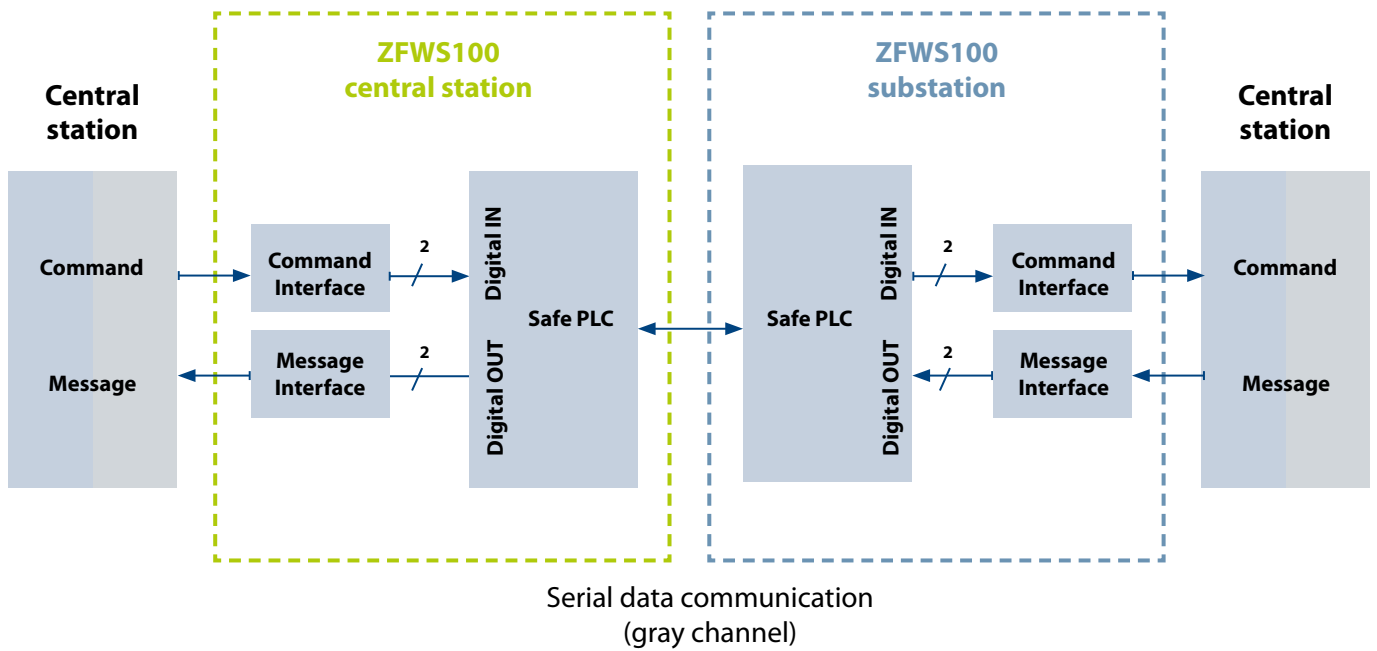 ZFWS100
central station
ZFWS100
substation
Central
station
Central
station
Command
Message
Command
Interface
Message
Interface
2
2
Digital IN
Digital OUT
Safe PLC
Safe PLC
Digital IN
Digital OUT
2
2
Command
Interface
Message
Interface
Command
Message
Serial data communication
(gray channel)